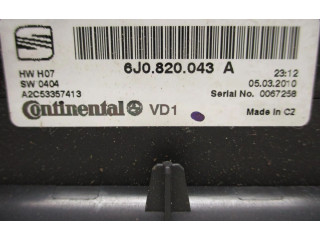 6J0.820.043 A
HW H07 23:12
SW 0404 05.03.2010
A2C53357413 Serial No. 0067258
Continental VD1 Made in C2